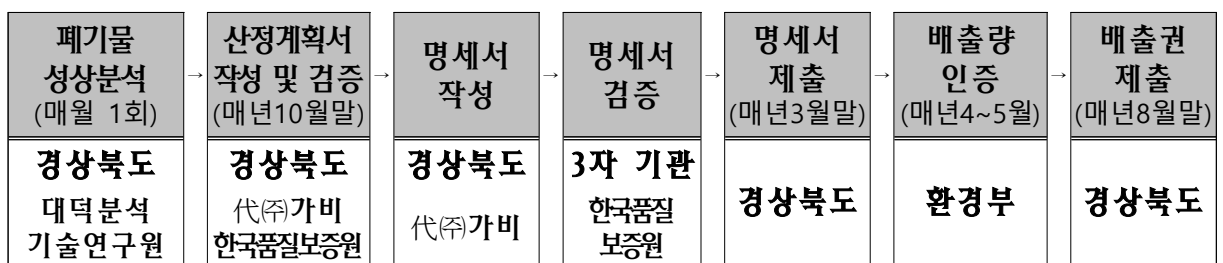 폐기물
성상분석
(매월 1회)
→
산정계획서
작성 및 검증
(매년10월말)
→
명세서
작성
→
명세서
검증
→
명세서
제출
(매년3월말)
→
배출량
인증
(매년4~5월)
→
배출권
제출
(매년8월말)
경상북도
대덕분석
기술연구원
경상북도
代㈜가비
한국품질보증원
경상북도
代㈜가비
3자 기관
한국품질
보증원
경상북도
환경부
경상북도